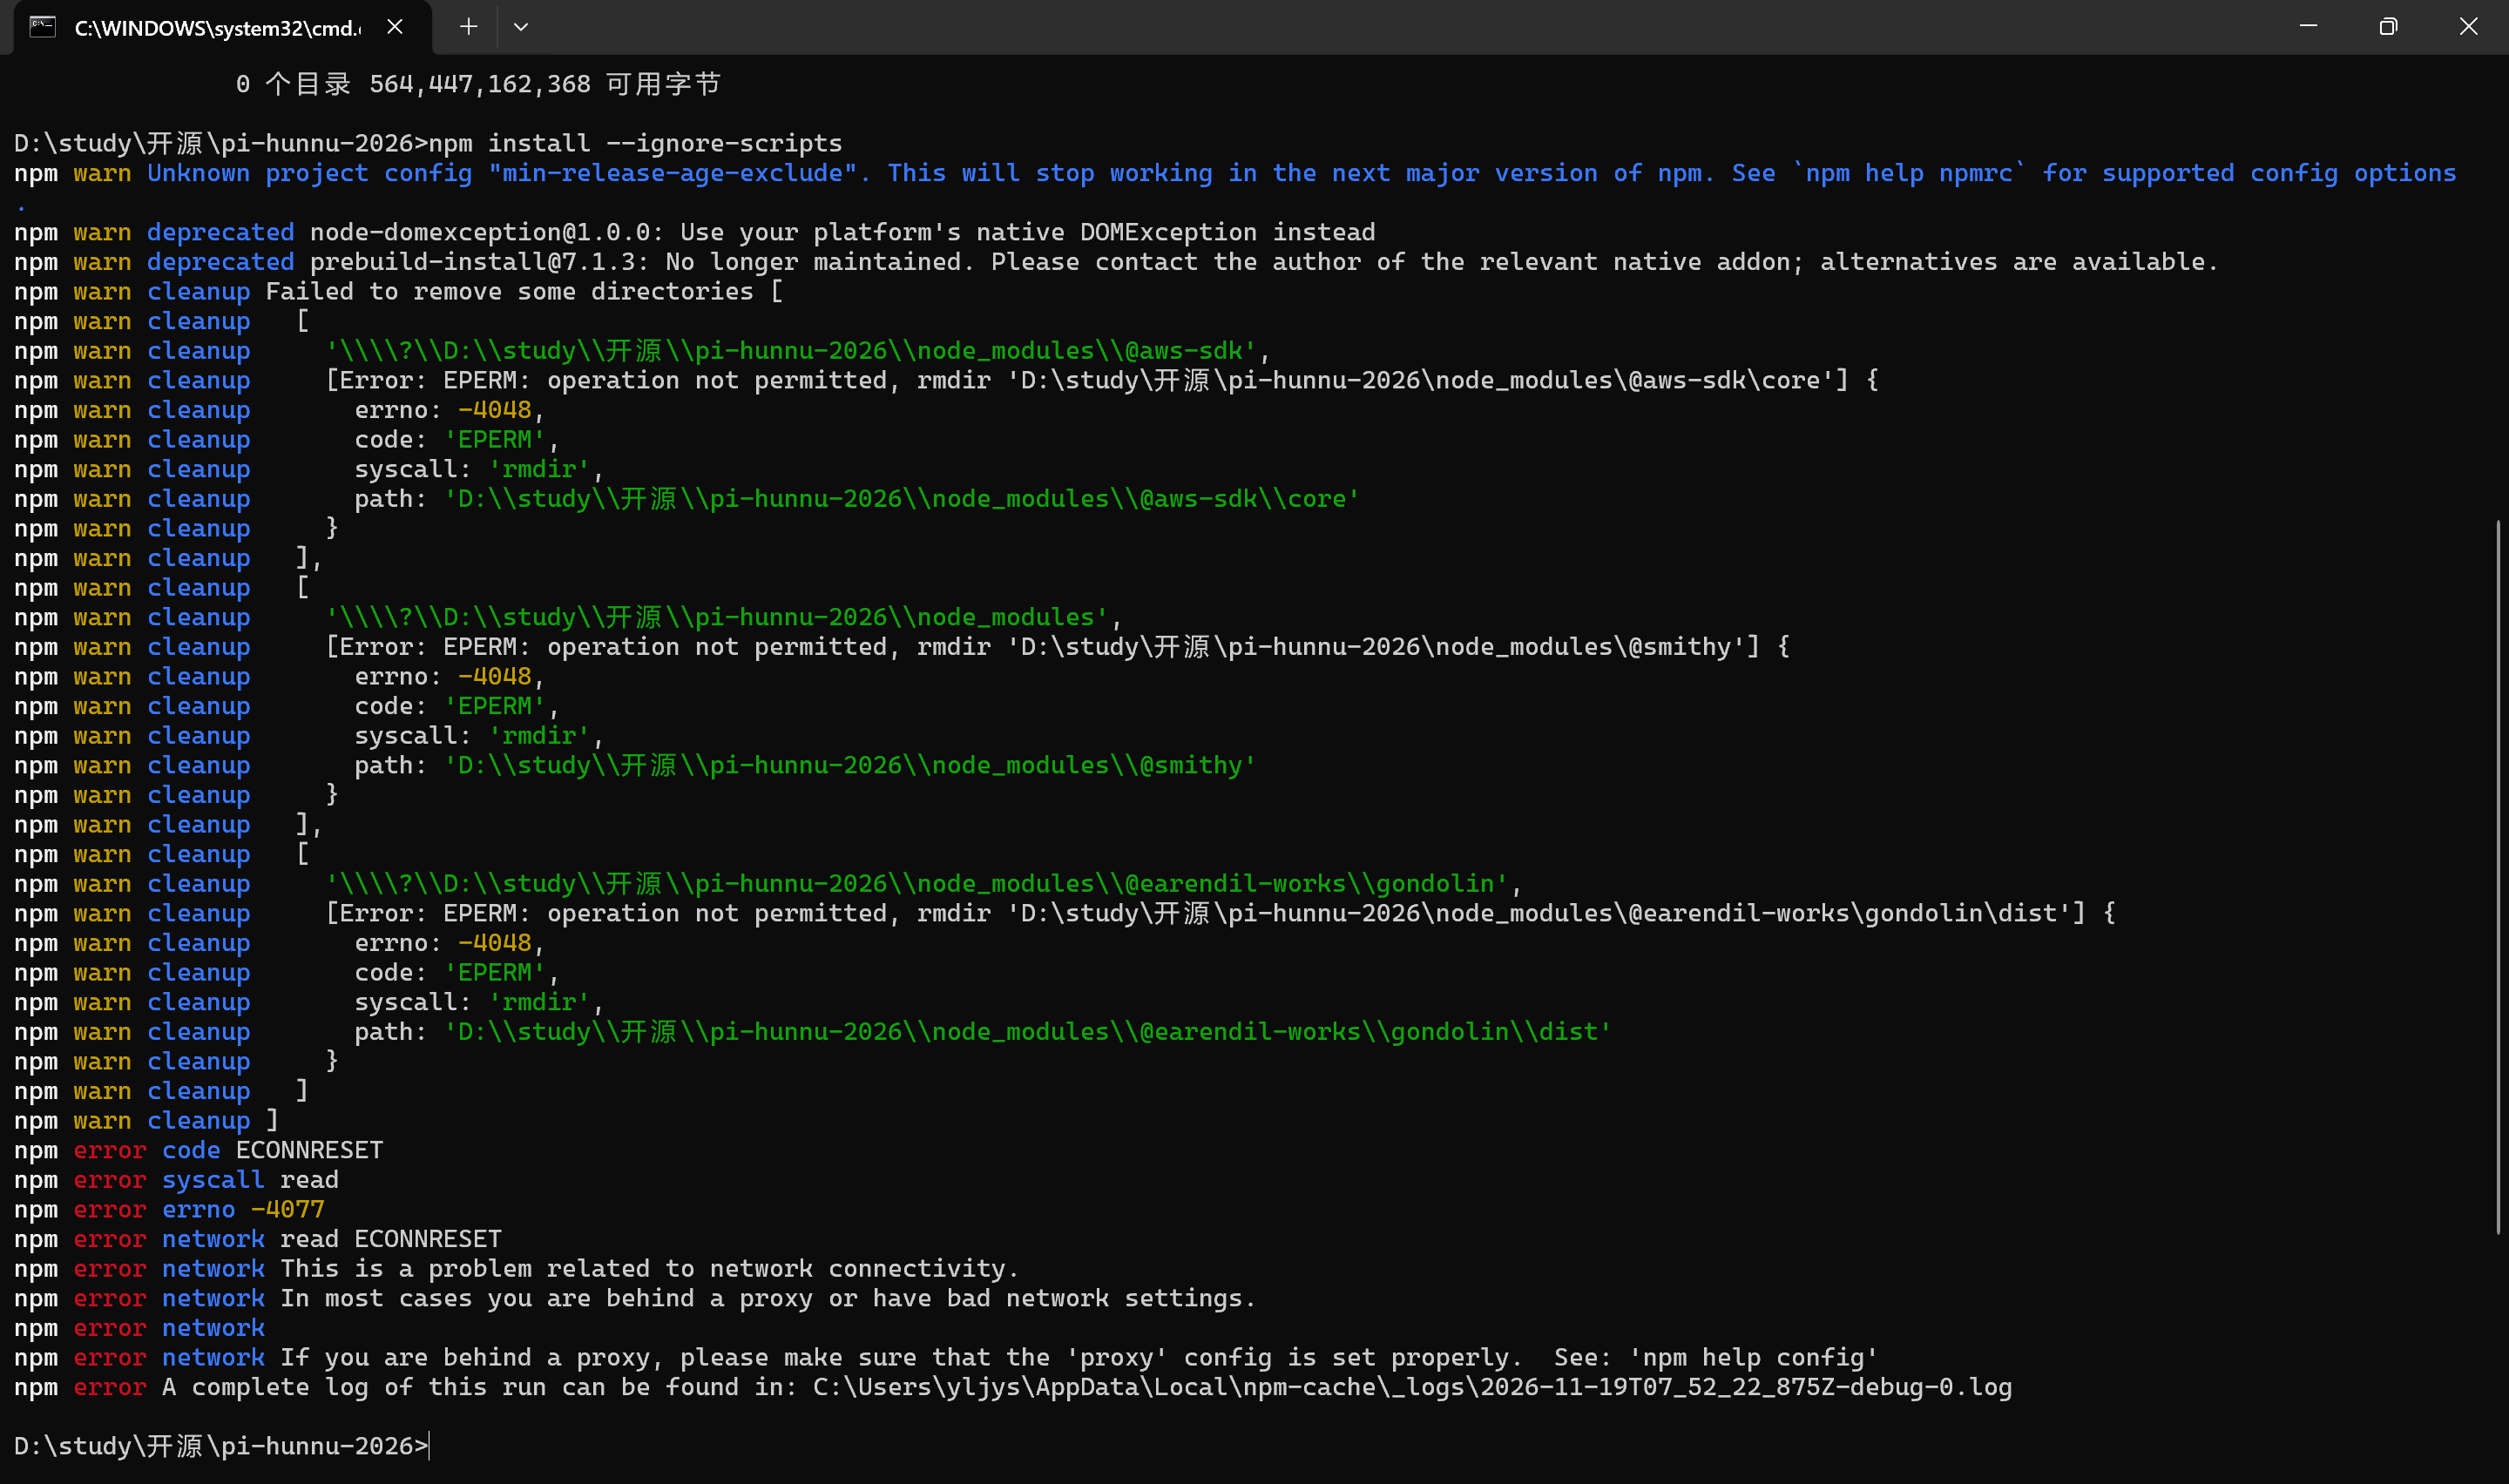 C:\WINDOWS\system32\cmd.
0 个目录 564,447,162,368 可用字节
D:\study\开源\pi-hunnu-2026>npm install --ignore-scripts
npm warn Unknown project config "min-release-age-exclude". This will stop working in the next major version of npm. See `npm help npmrc` for supported config options
.
npm warn deprecated node-domexception@1.0.0: Use your platform's native DOMException instead
npm warn deprecated prebuild-install@7.1.3: No longer maintained. Please contact the author of the relevant native addon; alternatives are available.
npm warn cleanup Failed to remove some directories [
npm warn cleanup   [
npm warn cleanup     '\\\\?\\D:\\study\\开源\\pi-hunnu-2026\\node_modules\\@aws-sdk',
npm warn cleanup     [Error: EPERM: operation not permitted, rmdir 'D:\study\开源\pi-hunnu-2026\node_modules\@aws-sdk\core'] {
npm warn cleanup       errno: -4048,
npm warn cleanup       code: 'EPERM',
npm warn cleanup       syscall: 'rmdir',
npm warn cleanup       path: 'D:\\study\\开源\\pi-hunnu-2026\\node_modules\\@aws-sdk\\core'
npm warn cleanup     }
npm warn cleanup   ],
npm warn cleanup   [
npm warn cleanup     '\\\\?\\D:\\study\\开源\\pi-hunnu-2026\\node_modules',
npm warn cleanup     [Error: EPERM: operation not permitted, rmdir 'D:\study\开源\pi-hunnu-2026\node_modules\@smithy'] {
npm warn cleanup       errno: -4048,
npm warn cleanup       code: 'EPERM',
npm warn cleanup       syscall: 'rmdir',
npm warn cleanup       path: 'D:\\study\\开源\\pi-hunnu-2026\\node_modules\\@smithy'
npm warn cleanup     }
npm warn cleanup   ],
npm warn cleanup   [
npm warn cleanup     '\\\\?\\D:\\study\\开源\\pi-hunnu-2026\\node_modules\\@earendil-works\\gondolin',
npm warn cleanup     [Error: EPERM: operation not permitted, rmdir 'D:\study\开源\pi-hunnu-2026\node_modules\@earendil-works\gondolin\dist'] {
npm warn cleanup       errno: -4048,
npm warn cleanup       code: 'EPERM',
npm warn cleanup       syscall: 'rmdir',
npm warn cleanup       path: 'D:\\study\\开源\\pi-hunnu-2026\\node_modules\\@earendil-works\\gondolin\\dist'
npm warn cleanup     }
npm warn cleanup   ]
npm warn cleanup ]
npm error code ECONNRESET
npm error syscall read
npm error errno -4077
npm error network read ECONNRESET
npm error network This is a problem related to network connectivity.
npm error network In most cases you are behind a proxy or have bad network settings.
npm error network
npm error network If you are behind a proxy, please make sure that the 'proxy' config is set properly.  See: 'npm help config'
npm error A complete log of this run can be found in: C:\Users\yljys\AppData\Local\npm-cache\_logs\2026-11-19T07_52_22_875Z-debug-0.log
D:\study\开源\pi-hunnu-2026>